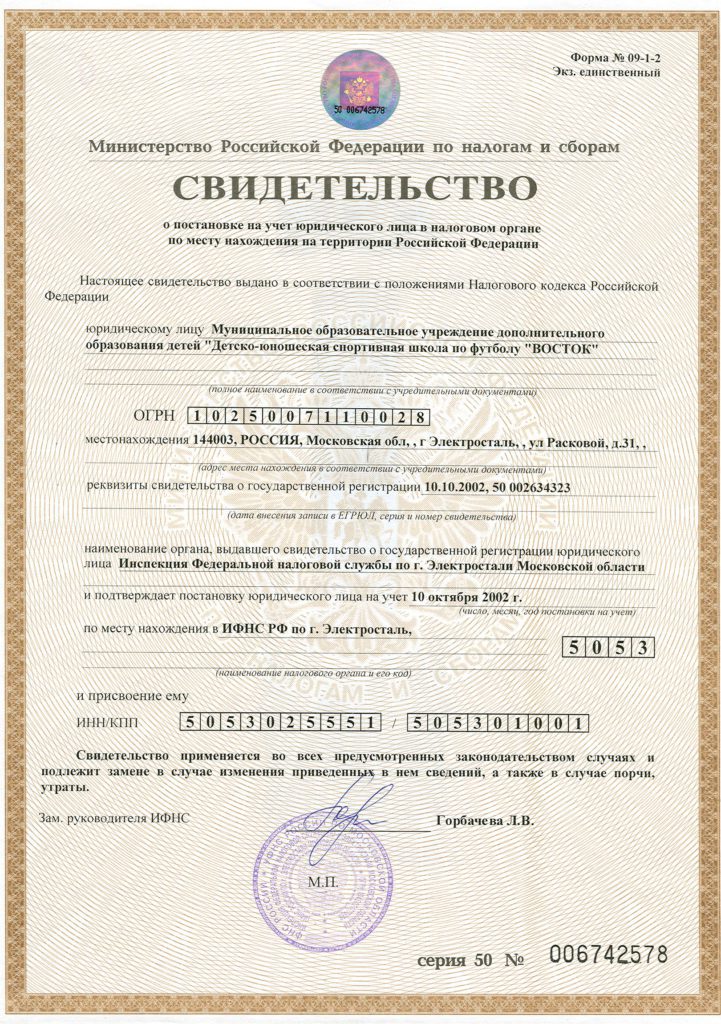 Форма № 09-1-2
Экз. единственный
50 006742578
Министерство Российской Федерации по налогам и сборам
СВИДЕТЕЛЬСТВО
о постановке на учет юридического лица в налоговом органе
по месту нахождения на территории Российской Федерации
Настоящее свидетельство выдано в соответствии с положениями Налогового кодекса Российской
Федерации
юридическому лицу Муниципальное образовательное учреждение дополнительного
образования детей "Детско-юношеская спортивная школа по футболу "ВОСТОК"
(полное наименование в соответствии с учредительными документами)
ОГРН 1025007110028
местонахождения 144003, РОССИЯ, Московская обл, , г Электросталь, , ул Расковой, д.31, ,
(адрес места нахождения в соответствии с учредительными документами)
реквизиты свидетельства о государственной регистрации 10.10.2002, 50 002634323
(дата внесения записи в ЕГРЮЛ, серия и номер свидетельства)
наименование органа, выдавшего свидетельство о государственной регистрации юридического
лица Инспекция Федеральной налоговой службы по г. Электростали Московской области
и подтверждает постановку юридического лица на учет 10 октября 2002 г.
(число, месяц, год постановки на учет)
по месту нахождения в ИФНС РФ по г. Электросталь,
5053
(наименование налогового органа и его код)
и присвоение ему
ИНН/КПП 5053025551 / 505301001
Свидетельство применяется во всех предусмотренных законодательством случаях и
подлежит замене в случае изменения приведенных в нем сведений, а также в случае порчи,
утраты.
Зам. руководителя ИФНС Горбачева Л.В.
М.П.
серия 50 № 006742578